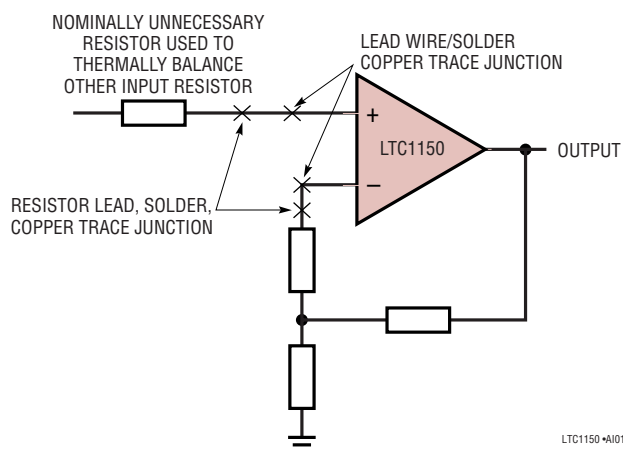 NOMINALLY UNNECESSARY
RESISTOR USED TO
THERMALLY BALANCE
OTHER INPUT RESISTOR
LEAD WIRE/SOLDER
COPPER TRACE JUNCTION
+
LTC1150
–
OUTPUT
RESISTOR LEAD, SOLDER,
COPPER TRACE JUNCTION
LTC1150 •AI01